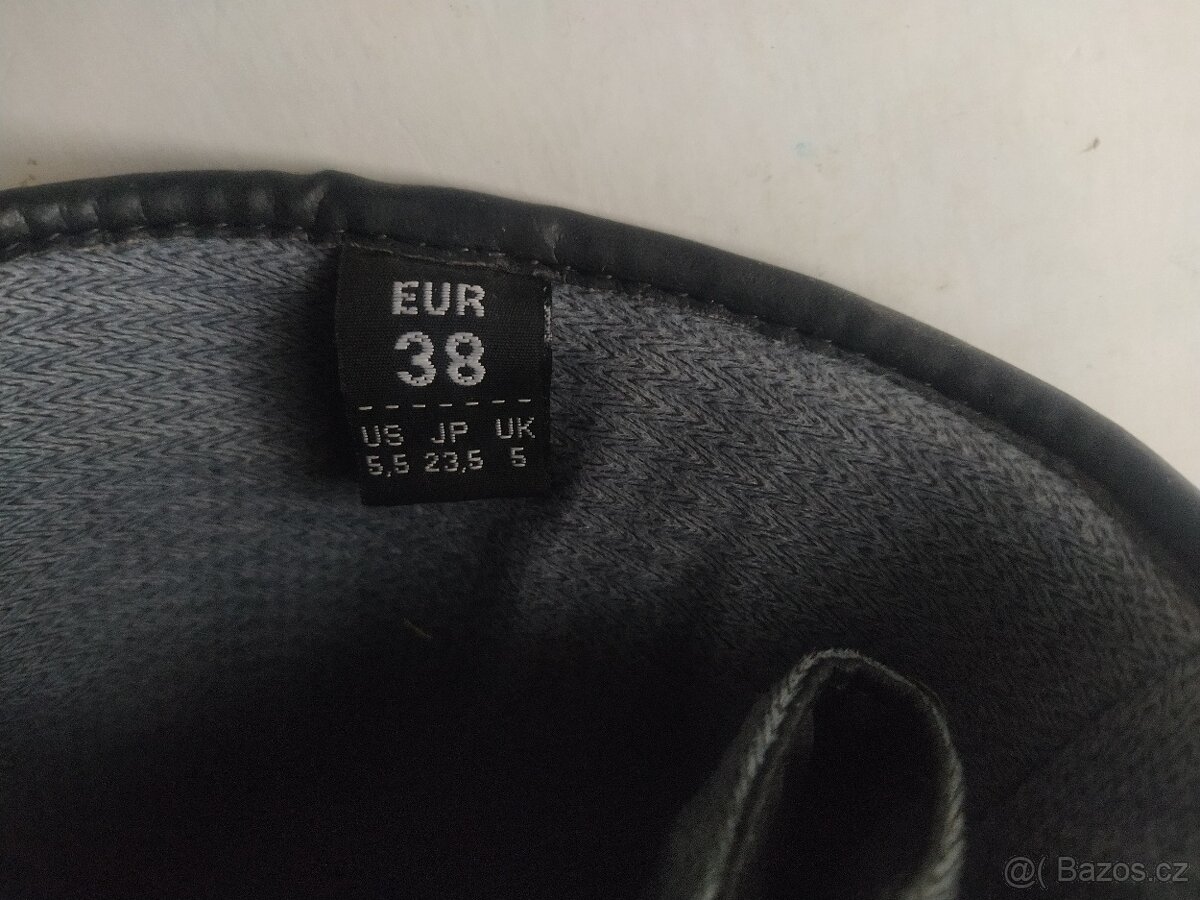 EUR
38
US JP UK
5,5 23,5 5
@( Bazos.cz